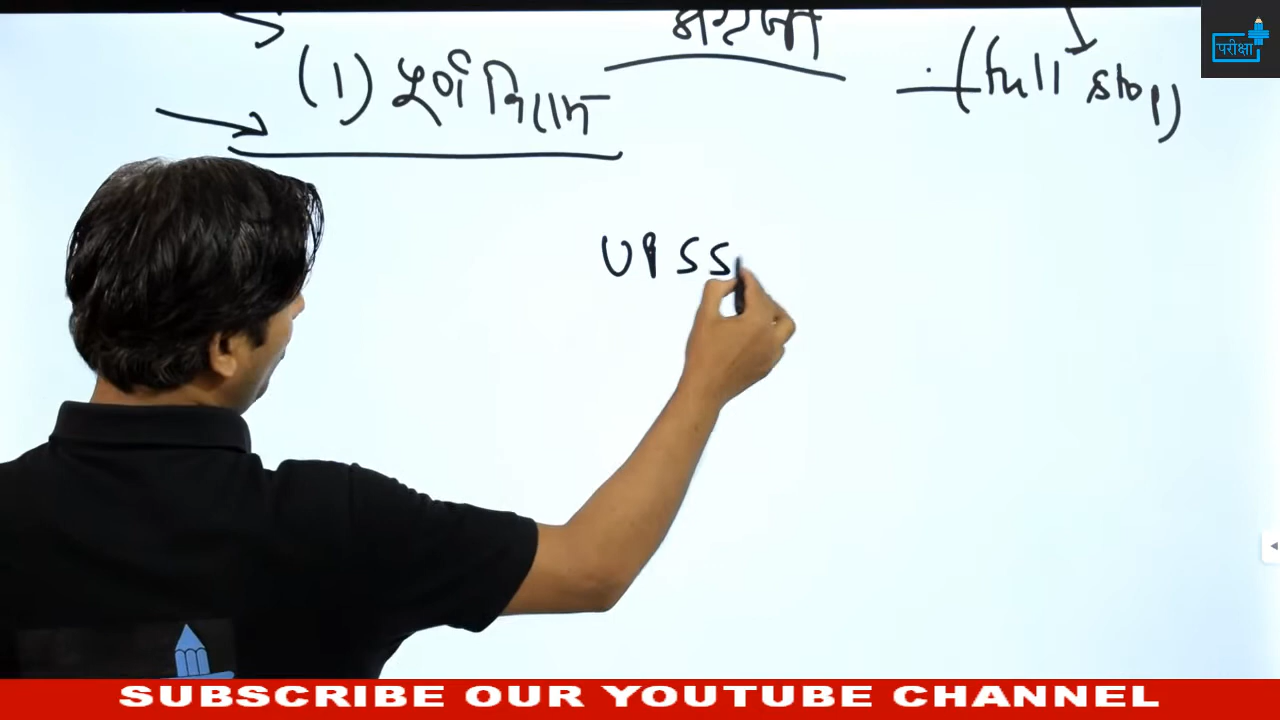 परीक्षा
अंग्रेजी
(1) पूर्ण विराम
. (full stop)
UPSS
SUBSCRIBE OUR YOUTUBE CHANNEL